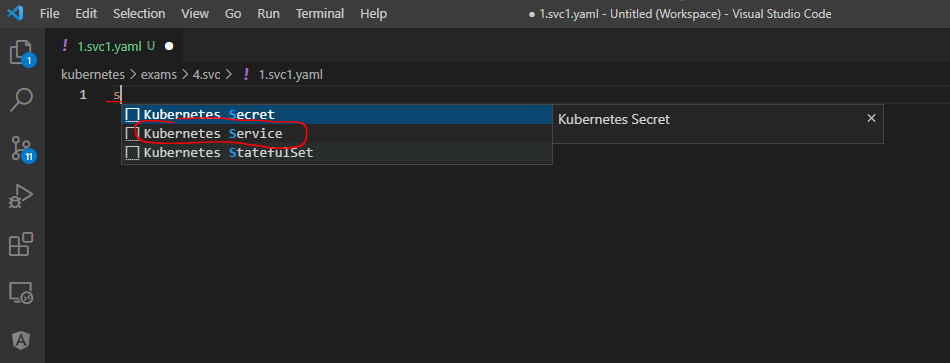 File Edit Selection View Go Run Terminal Help ● 1.svc1.yaml - Untitled (Workspace) - Visual Studio Code
! 1.svc1.yaml U ●
1
kubernetes > exams > 4.svc > ! 1.svc1.yaml
1 s
Kubernetes Secret
Kubernetes Secret ×
Kubernetes Service
Kubernetes StatefulSet
11